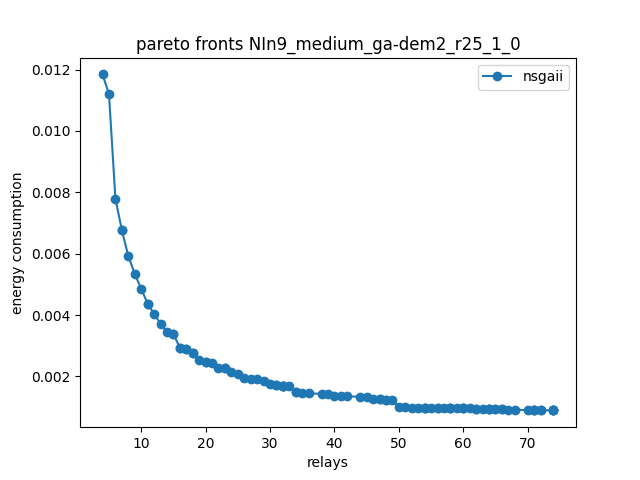 pareto fronts NIn9_medium_ga-dem2_r25_1_0
nsgaii
0.012
0.010
0.008
0.006
0.004
0.002
energy consumption
10 20 30 40 50 60 70
relays